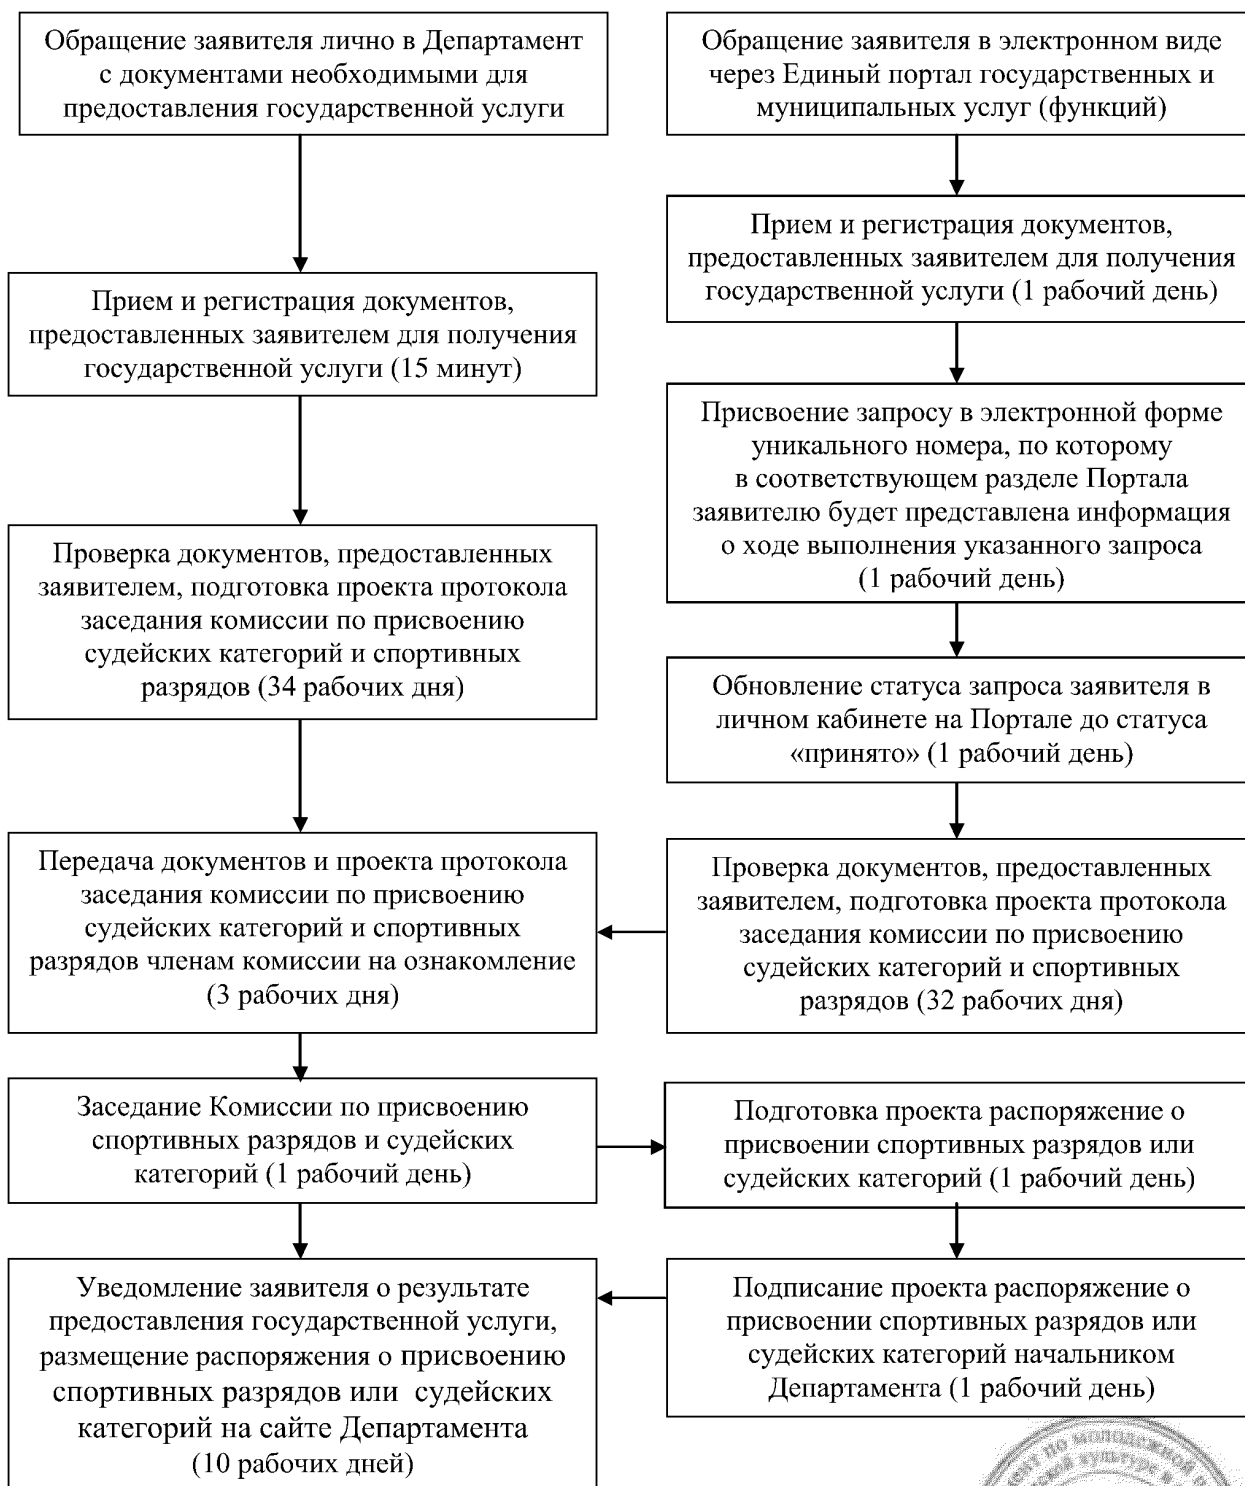 Обращение заявителя лично в Департамент
с документами необходимыми для
предоставления государственной услуги
Обращение заявителя в электронном виде
через Единый портал государственных и
муниципальных услуг (функций)
Прием и регистрация документов,
предоставленных заявителем для получения
государственной услуги (1 рабочий день)
Прием и регистрация документов,
предоставленных заявителем для получения
государственной услуги (15 минут)
Присвоение запросу в электронной форме
уникального номера, по которому
в соответствующем разделе Портала
заявителю будет представлена информация
о ходе выполнения указанного запроса
(1 рабочий день)
Проверка документов, предоставленных
заявителем, подготовка проекта протокола
заседания комиссии по присвоению
судейских категорий и спортивных
разрядов (34 рабочих дня)
Обновление статуса запроса заявителя в
личном кабинете на Портале до статуса
«принято» (1 рабочий день)
Передача документов и проекта протокола
заседания комиссии по присвоению
судейских категорий и спортивных
разрядов членам комиссии на ознакомление
(3 рабочих дня)
Проверка документов, предоставленных
заявителем, подготовка проекта протокола
заседания комиссии по присвоению
судейских категорий и спортивных
разрядов (32 рабочих дня)
Заседание Комиссии по присвоению
спортивных разрядов и судейских
категорий (1 рабочий день)
Подготовка проекта распоряжение о
присвоении спортивных разрядов или
судейских категорий (1 рабочий день)
Уведомление заявителя о результате
предоставления государственной услуги,
размещение распоряжения о присвоению
спортивных разрядов или судейских
категорий на сайте Департамента
(10 рабочих дней)
Подписание проекта распоряжение о
присвоении спортивных разрядов или
судейских категорий начальником
Департамента (1 рабочий день)
по молодежной
культуре и